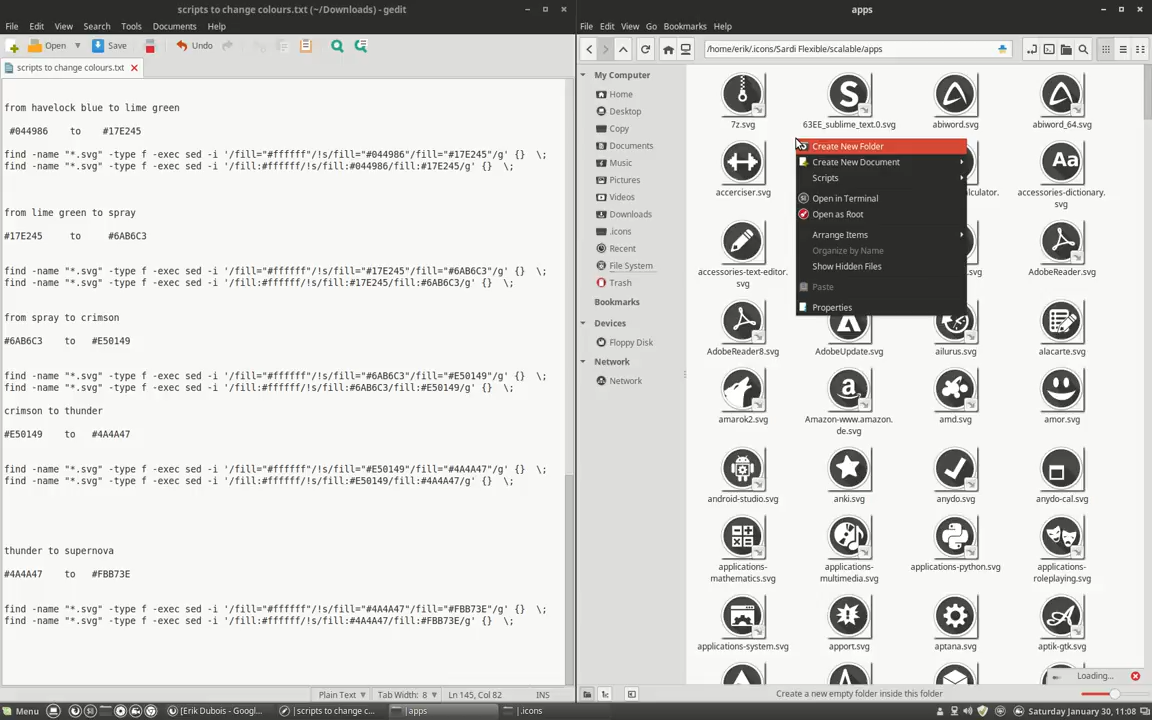 scripts to change colours.txt (~/Downloads) - gedit
File Edit View Search Tools Documents Help
Open Save Undo
scripts to change colours.txt
from havelock blue to lime green
#044986 to #17E245
find -name "*.svg" -type f -exec sed -i '/fill="#ffffff"/!s/fill="#044986"/fill="#17E245"/g' {} \;
find -name "*.svg" -type f -exec sed -i '/fill:#ffffff/!s/fill:#044986/fill:#17E245/g' {} \;
from lime green to spray
#17E245 to #6AB6C3
find -name "*.svg" -type f -exec sed -i '/fill="#ffffff"/!s/fill="#17E245"/fill="#6AB6C3"/g' {} \;
find -name "*.svg" -type f -exec sed -i '/fill:#ffffff/!s/fill:#17E245/fill:#6AB6C3/g' {} \;
from spray to crimson
#6AB6C3 to #E50149
find -name "*.svg" -type f -exec sed -i '/fill="#ffffff"/!s/fill="#6AB6C3"/fill="#E50149"/g' {} \;
find -name "*.svg" -type f -exec sed -i '/fill:#ffffff/!s/fill:#6AB6C3/fill:#E50149/g' {} \;
crimson to thunder
#E50149 to #4A4A47
find -name "*.svg" -type f -exec sed -i '/fill="#ffffff"/!s/fill="#E50149"/fill="#4A4A47"/g' {} \;
find -name "*.svg" -type f -exec sed -i '/fill:#ffffff/!s/fill:#E50149/fill:#4A4A47/g' {} \;
thunder to supernova
#4A4A47 to #FBB73E
find -name "*.svg" -type f -exec sed -i '/fill="#ffffff"/!s/fill="#4A4A47"/fill="#FBB73E"/g' {} \;
find -name "*.svg" -type f -exec sed -i '/fill:#ffffff/!s/fill:#4A4A47/fill:#FBB73E/g' {} \;
Plain Text Tab Width: 8 Ln 145, Col 82 INS
apps
File Edit View Go Bookmarks Help
/home/erik/.icons/Sardi Flexible/scalable/apps
My Computer
Home
Desktop
Copy
Documents
Music
Pictures
Videos
Downloads
.icons
Recent
File System
Trash
Bookmarks
Devices
Floppy Disk
Network
Network
7z.svg 63EE_sublime_text.0.svg abiword.svg abiword_64.svg
Create New Folder
Create New Document
Scripts
Open in Terminal
Open as Root
Arrange Items
Organize by Name
Show Hidden Files
Paste
Properties
accerciser.svg alculator. accessories-dictionary.
svg
accessories-text-editor. .svg AdobeReader.svg
svg
AdobeReader8.svg AdobeUpdate.svg ailurus.svg alacarte.svg
amarok2.svg Amazon-www.amazon. amd.svg amor.svg
de.svg
android-studio.svg anki.svg anydo.svg anydo-cal.svg
applications- applications- applications-python.svg applications-
mathematics.svg multimedia.svg roleplaying.svg
applications-system.svg apport.svg aptana.svg aptik-gtk.svg
Loading...
Create a new empty folder inside this folder
Menu [Erik Dubois - Googl... [scripts to change c... apps .icons Saturday January 30, 11:08